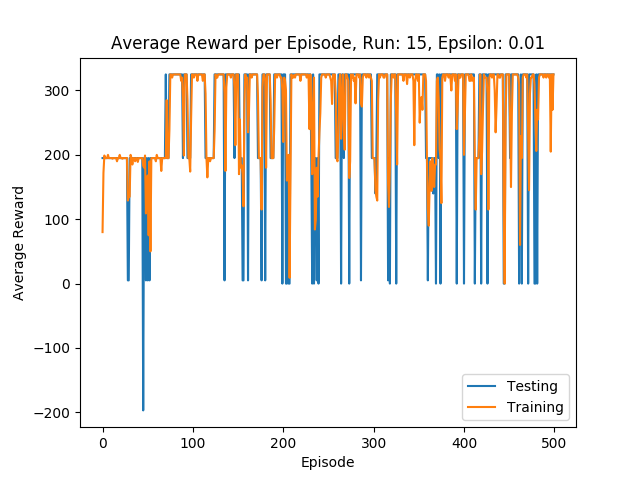 Average Reward per Episode, Run: 15, Epsilon: 0.01
Average Reward
300
200
100
0
−100
−200
0
100
200
300
400
500
Episode
Testing
Training